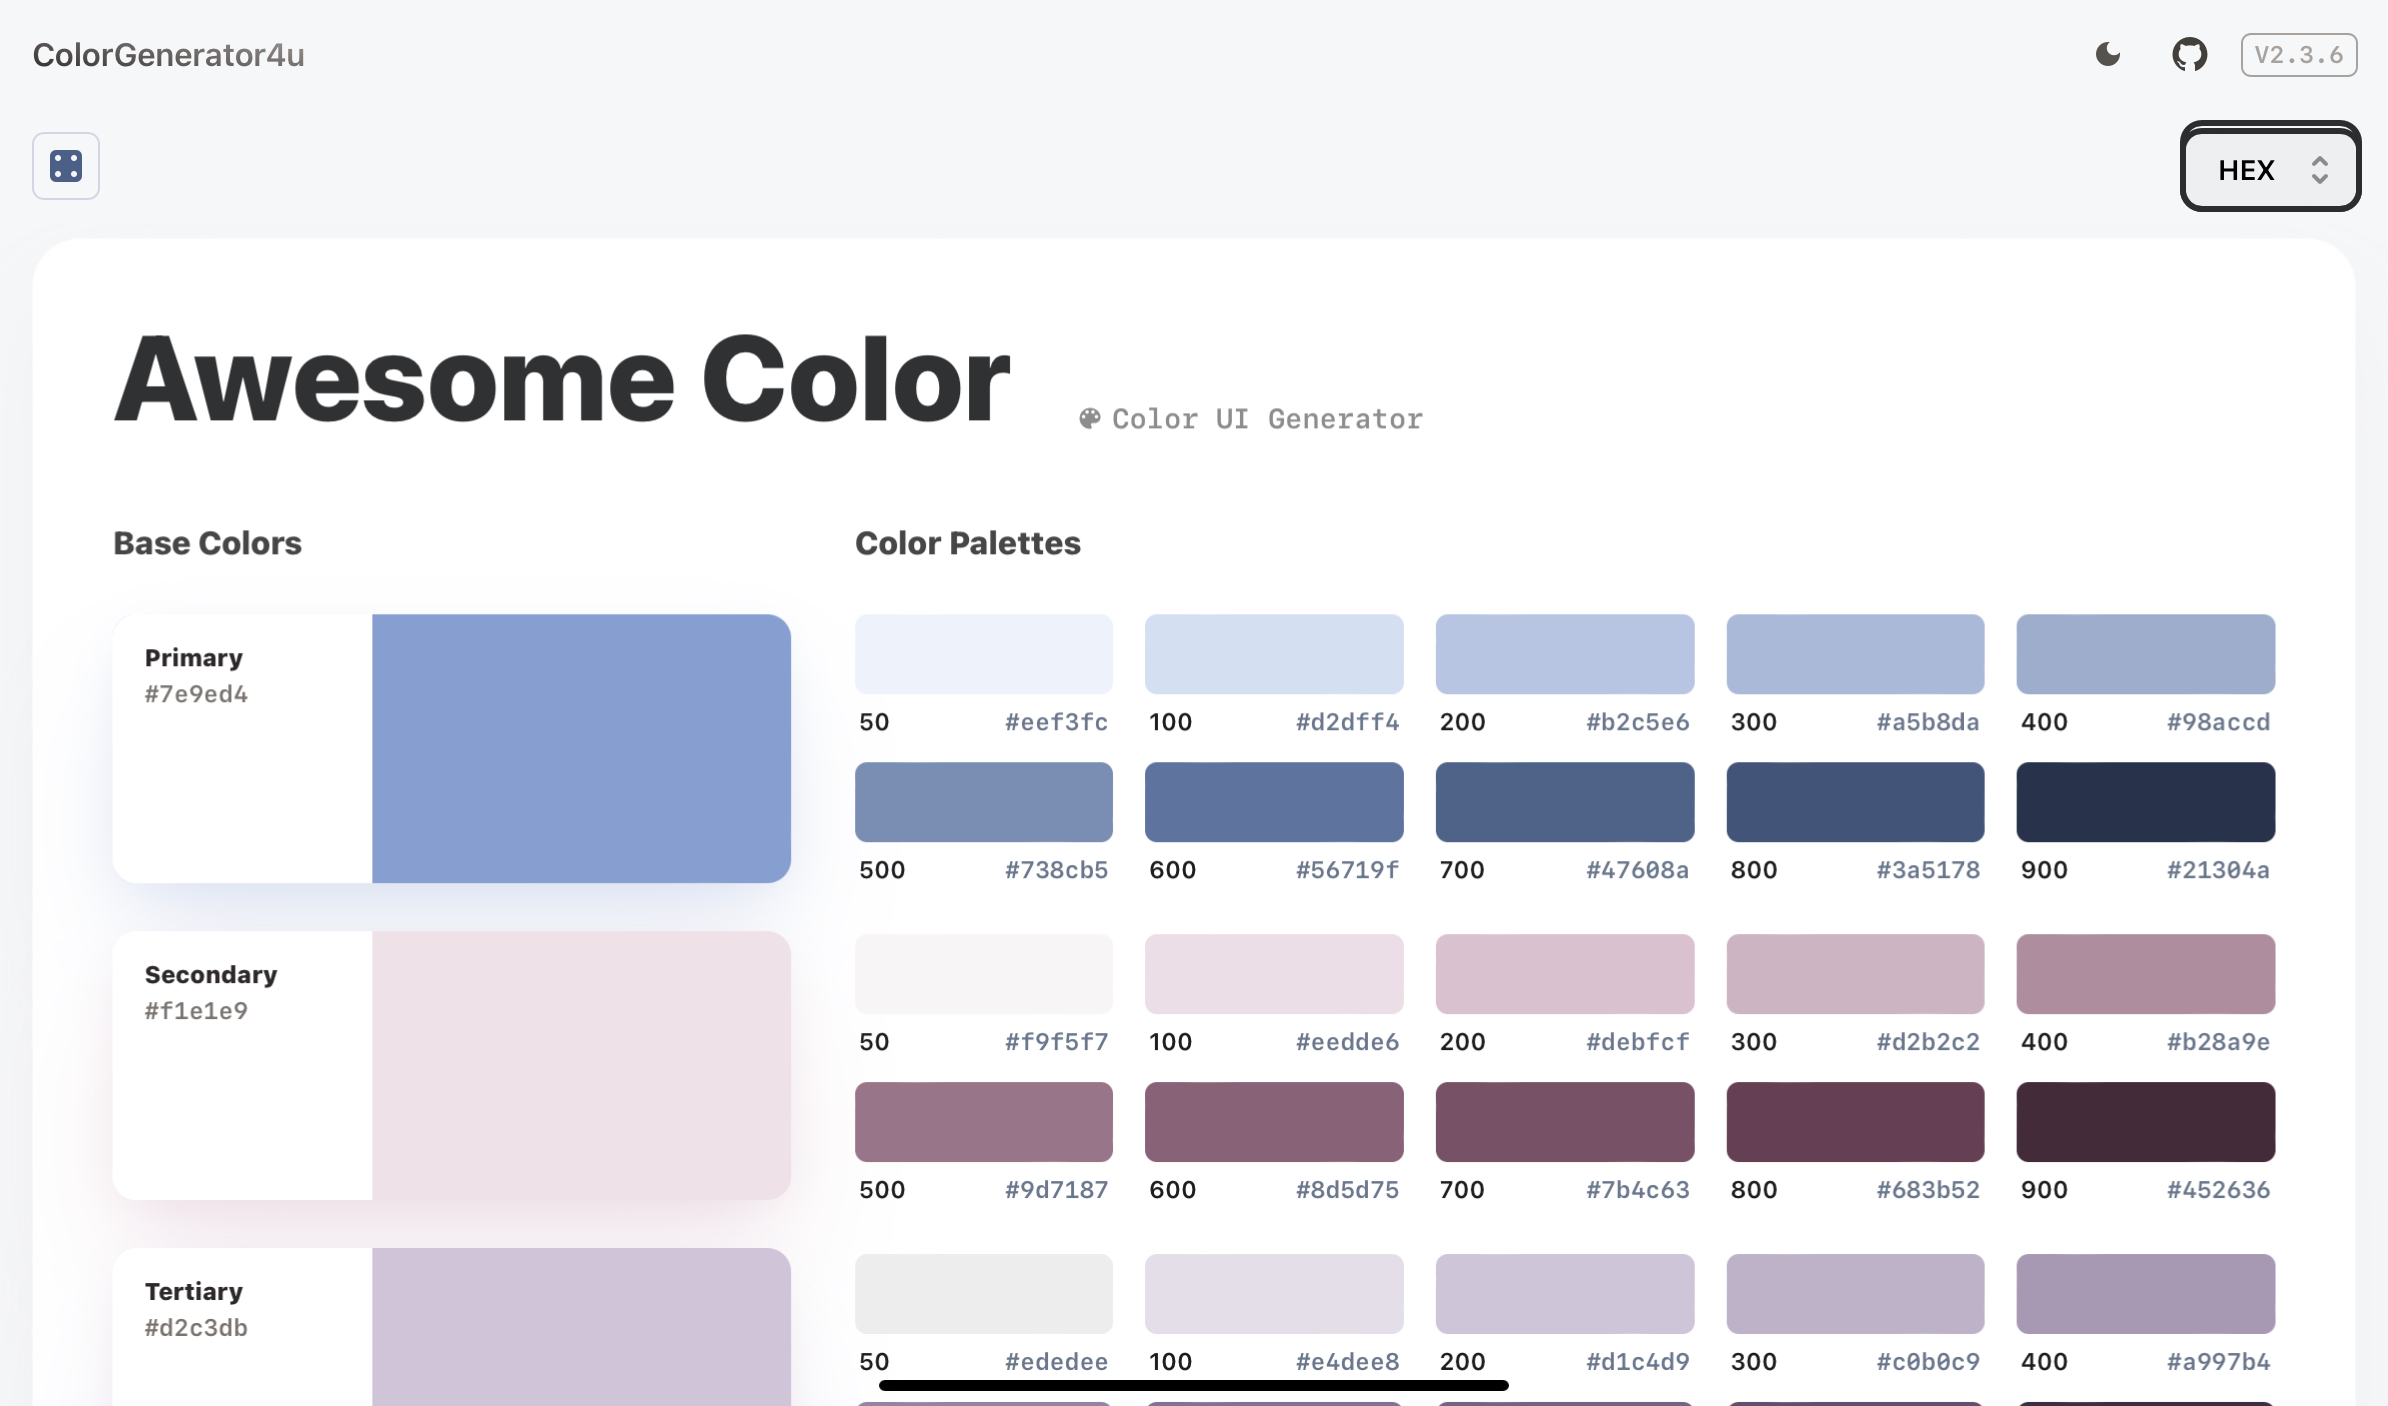 ColorGenerator4u
V2.3.6
HEX
Awesome Color
Color UI Generator
Base Colors
Color Palettes
Primary
#7e9ed4
50 #eef3fc 100 #d2dff4 200 #b2c5e6 300 #a5b8da 400 #98accd
500 #738cb5 600 #56719f 700 #47608a 800 #3a5178 900 #21304a
Secondary
#f1e1e9
50 #f9f5f7 100 #eedde6 200 #debfcf 300 #d2b2c2 400 #b28a9e
500 #9d7187 600 #8d5d75 700 #7b4c63 800 #683b52 900 #452636
Tertiary
#d2c3db
50 #ededee 100 #e4dee8 200 #d1c4d9 300 #c0b0c9 400 #a997b4